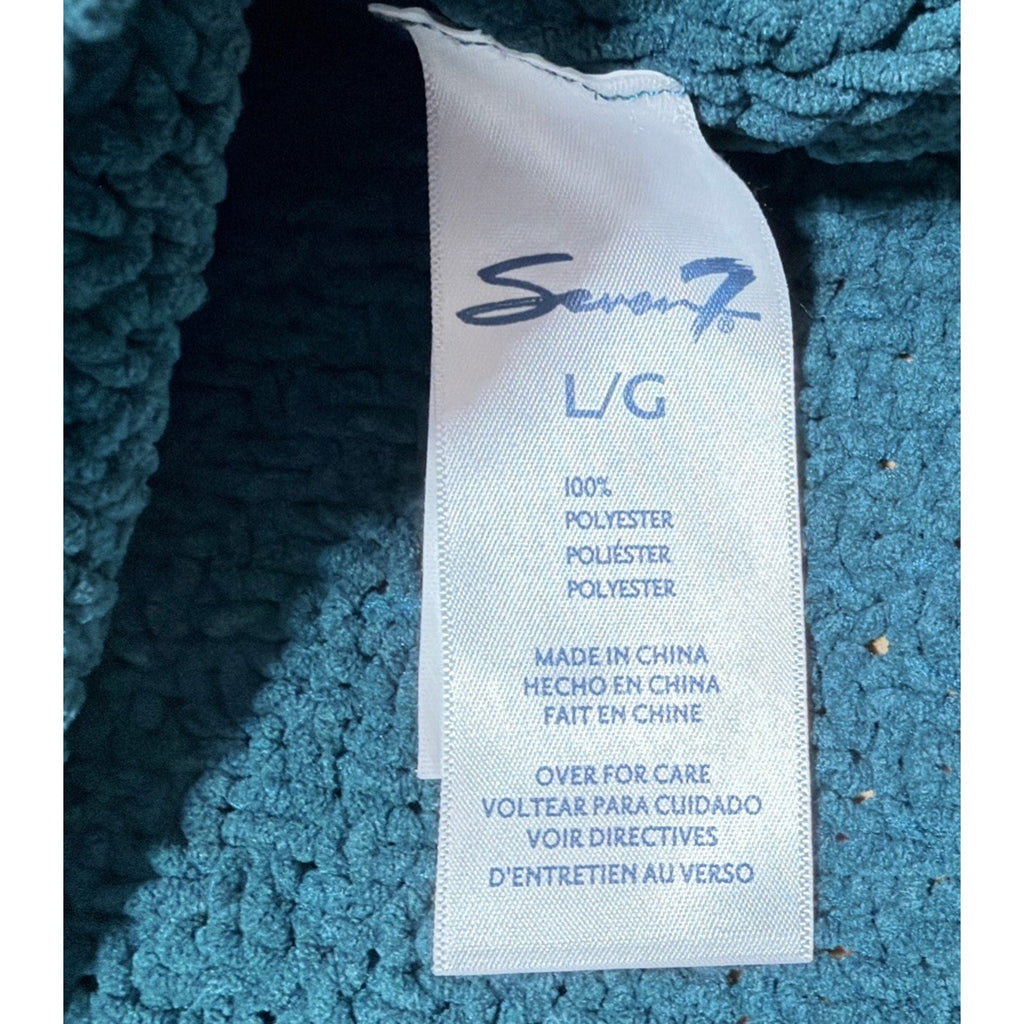 Seven7®
L/G
100%
POLYESTER
POLIÉSTER
POLYESTER
MADE IN CHINA
HECHO EN CHINA
FAIT EN CHINE
OVER FOR CARE
VOLTEAR PARA CUIDADO
VOIR DIRECTIVES
D'ENTRETIEN AU VERSO